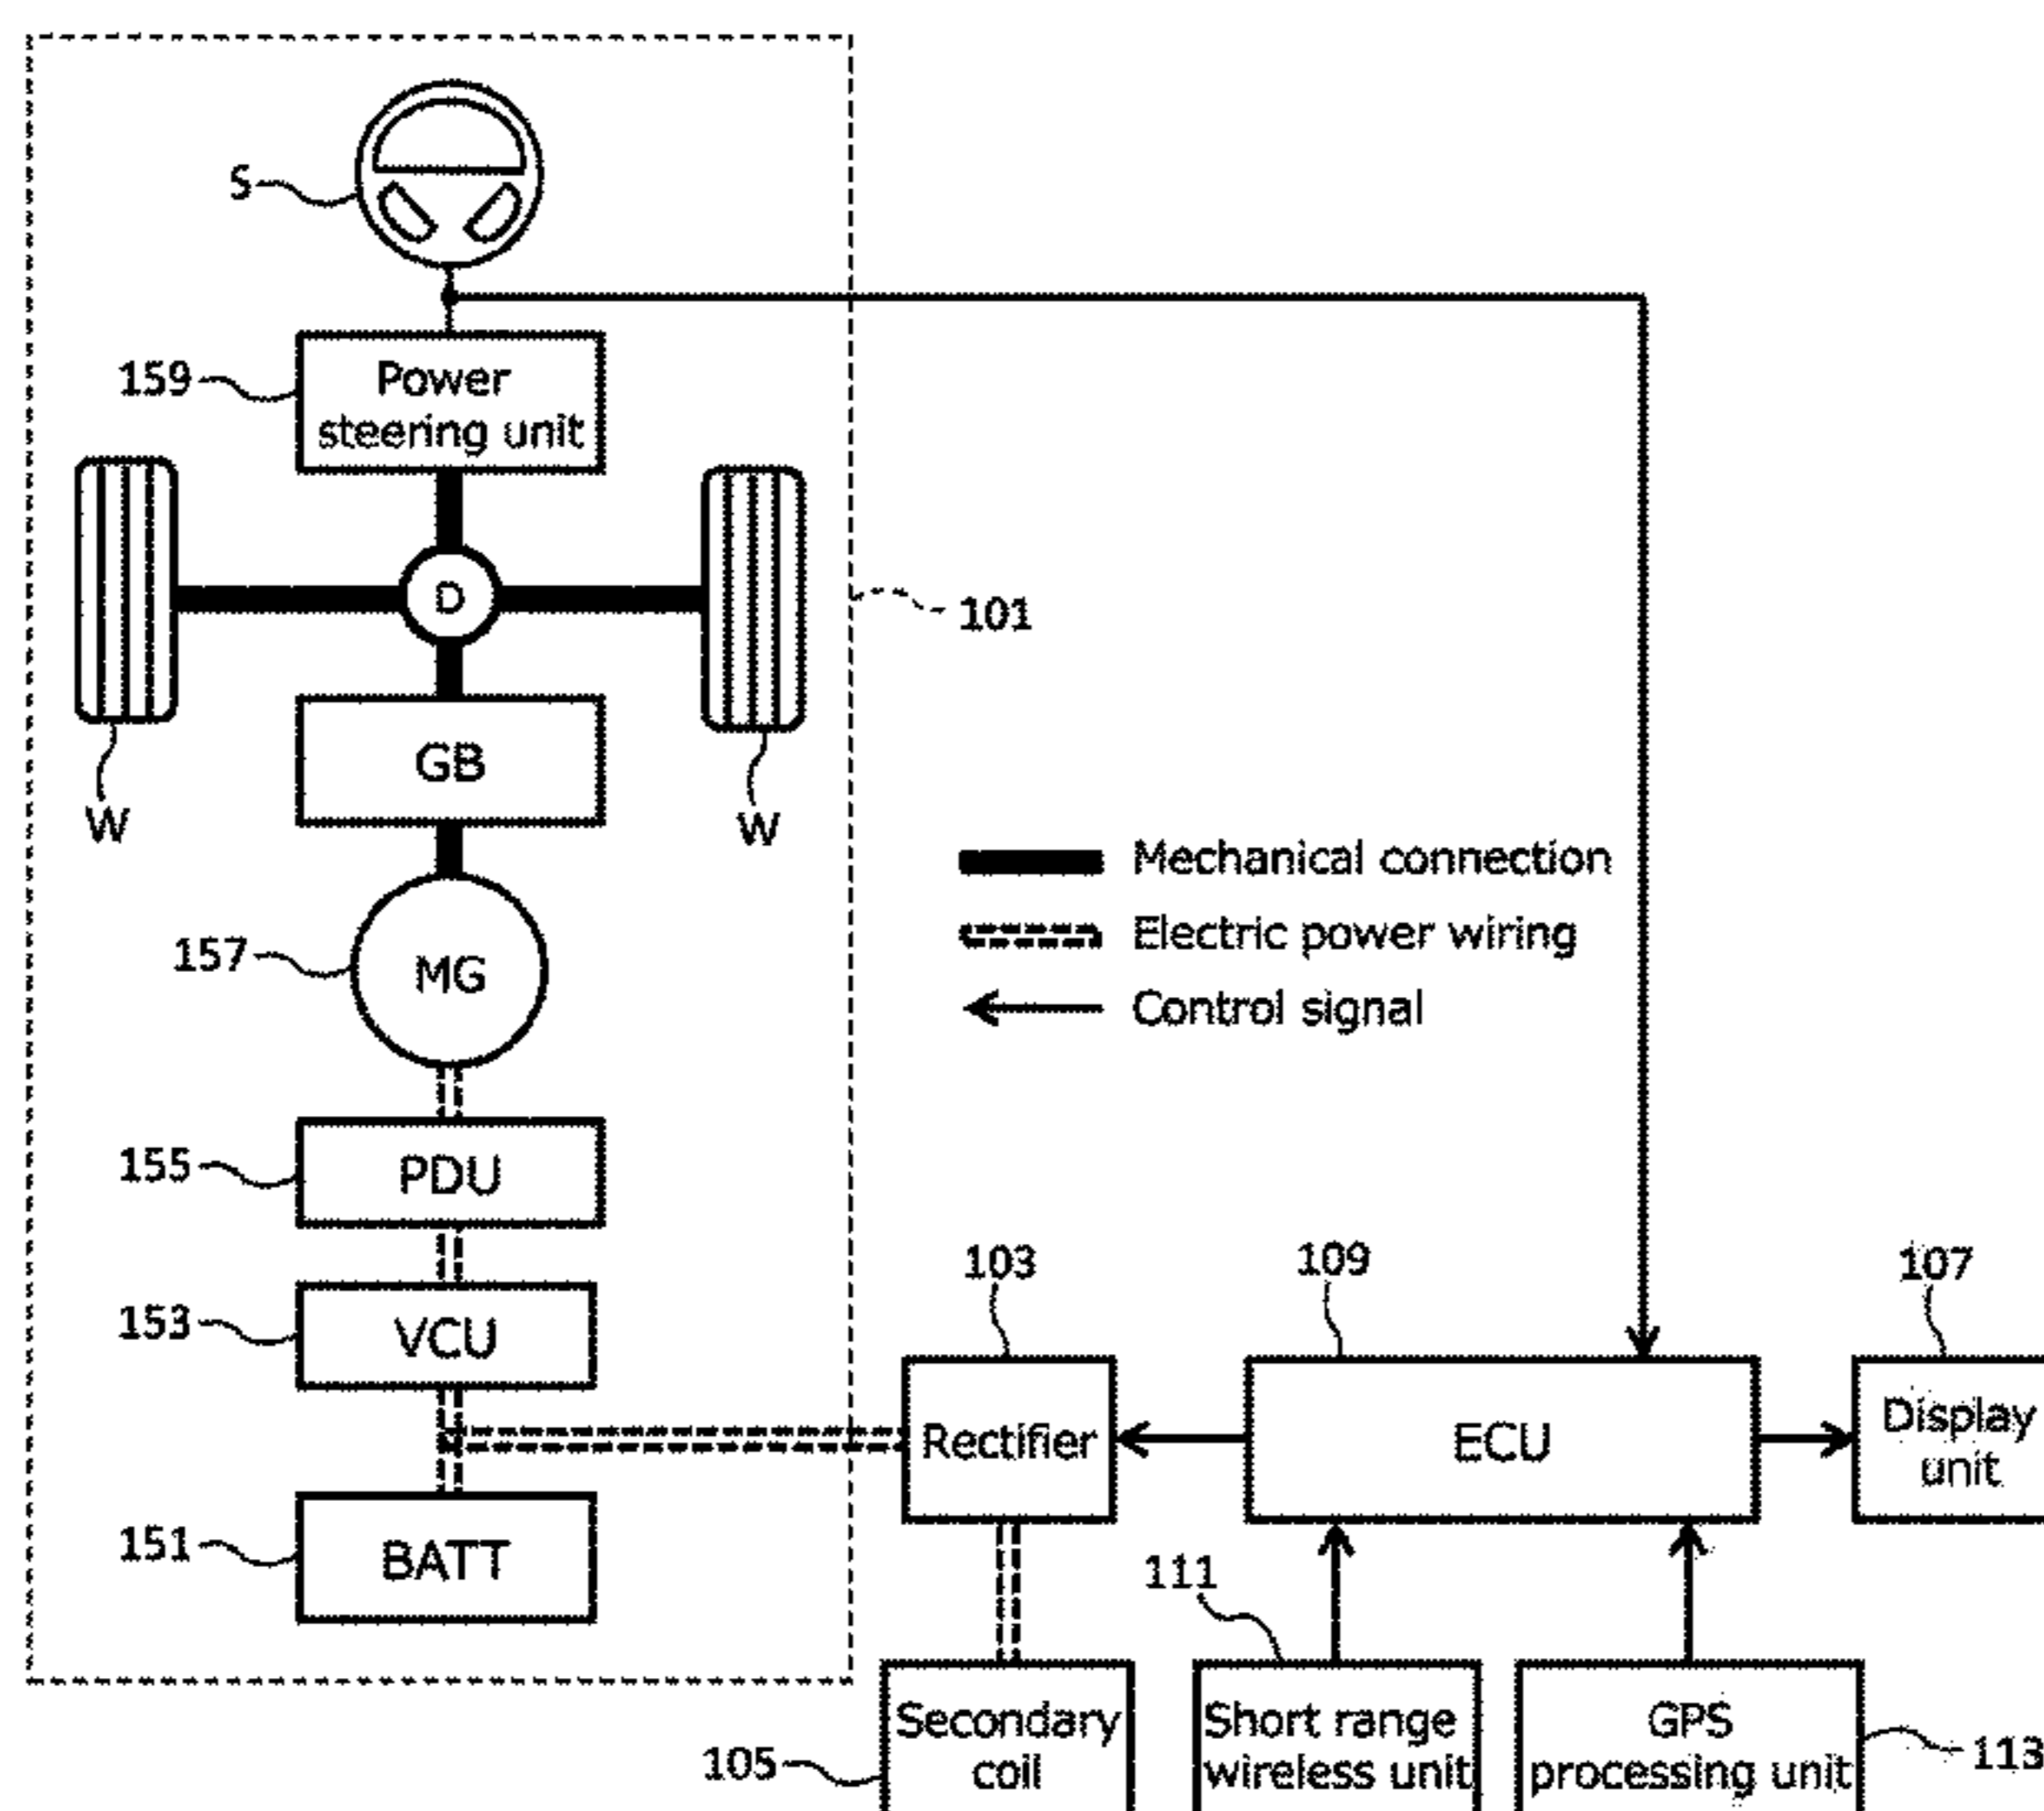 S
159
Power
steering unit
D
101
GB
W
W
Mechanical connection
Electric power wiring
Control signal
157
MG
155
PDU
153
VCU
103
109
107
Rectifier
ECU
Display
unit
151
BATT
111
105
Secondary
coil
Short range
wireless unit
GPS
processing unit
113